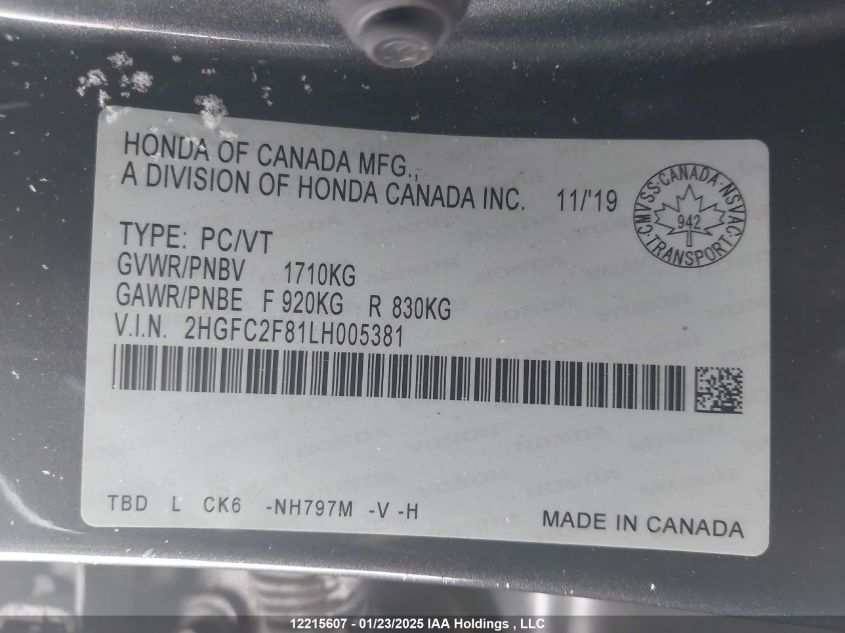 HONDA OF CANADA MFG.,
A DIVISION OF HONDA CANADA INC. 11/'19
CMVSS·CANADA·NSVAC·TRANSPORT·
942
TYPE: PC/VT
GVWR/PNBV 1710KG
GAWR/PNBE F 920KG R 830KG
V.I.N. 2HGFC2F81LH005381
TBD L CK6 -NH797M -V -H
MADE IN CANADA
12215607 - 01/23/2025 IAA Holdings , LLC